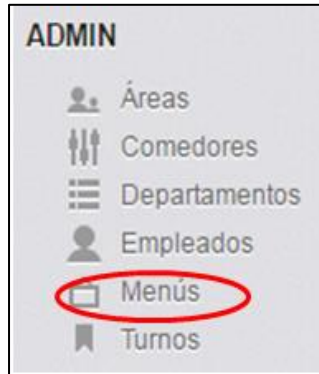 ADMIN
Áreas
Comedores
Departamentos
Empleados
Menús
Turnos